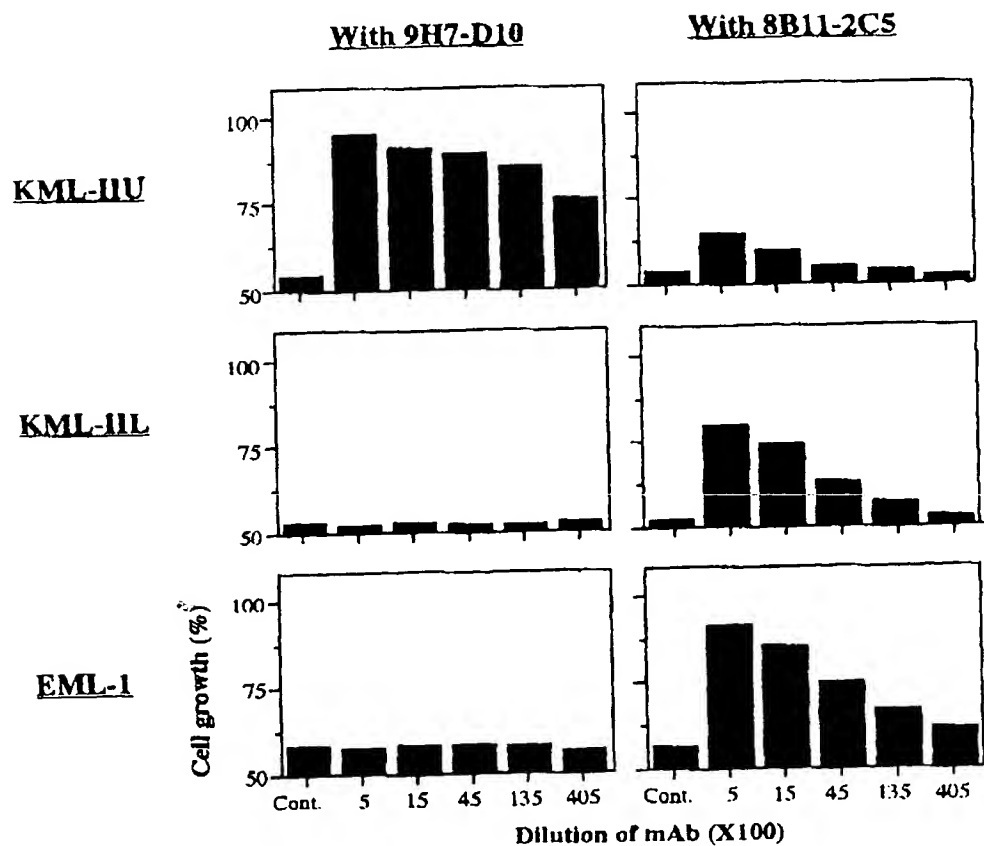 With 9H7-D10
With 8B11-2C5
KML-IIU
100
75
50
KML-IIL
100
75
50
EML-1
Cell growth (%)
100
75
50
Cont. 5 15 45 135 405
Cont. 5 15 45 135 405
Dilution of mAb (X100)